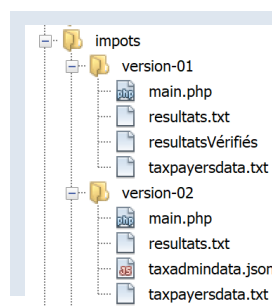 impots
version-01
main.php
resultats.txt
resultatsVérifiés
taxpayersdata.txt
version-02
main.php
resultats.txt
taxadmindata.json
taxpayersdata.txt